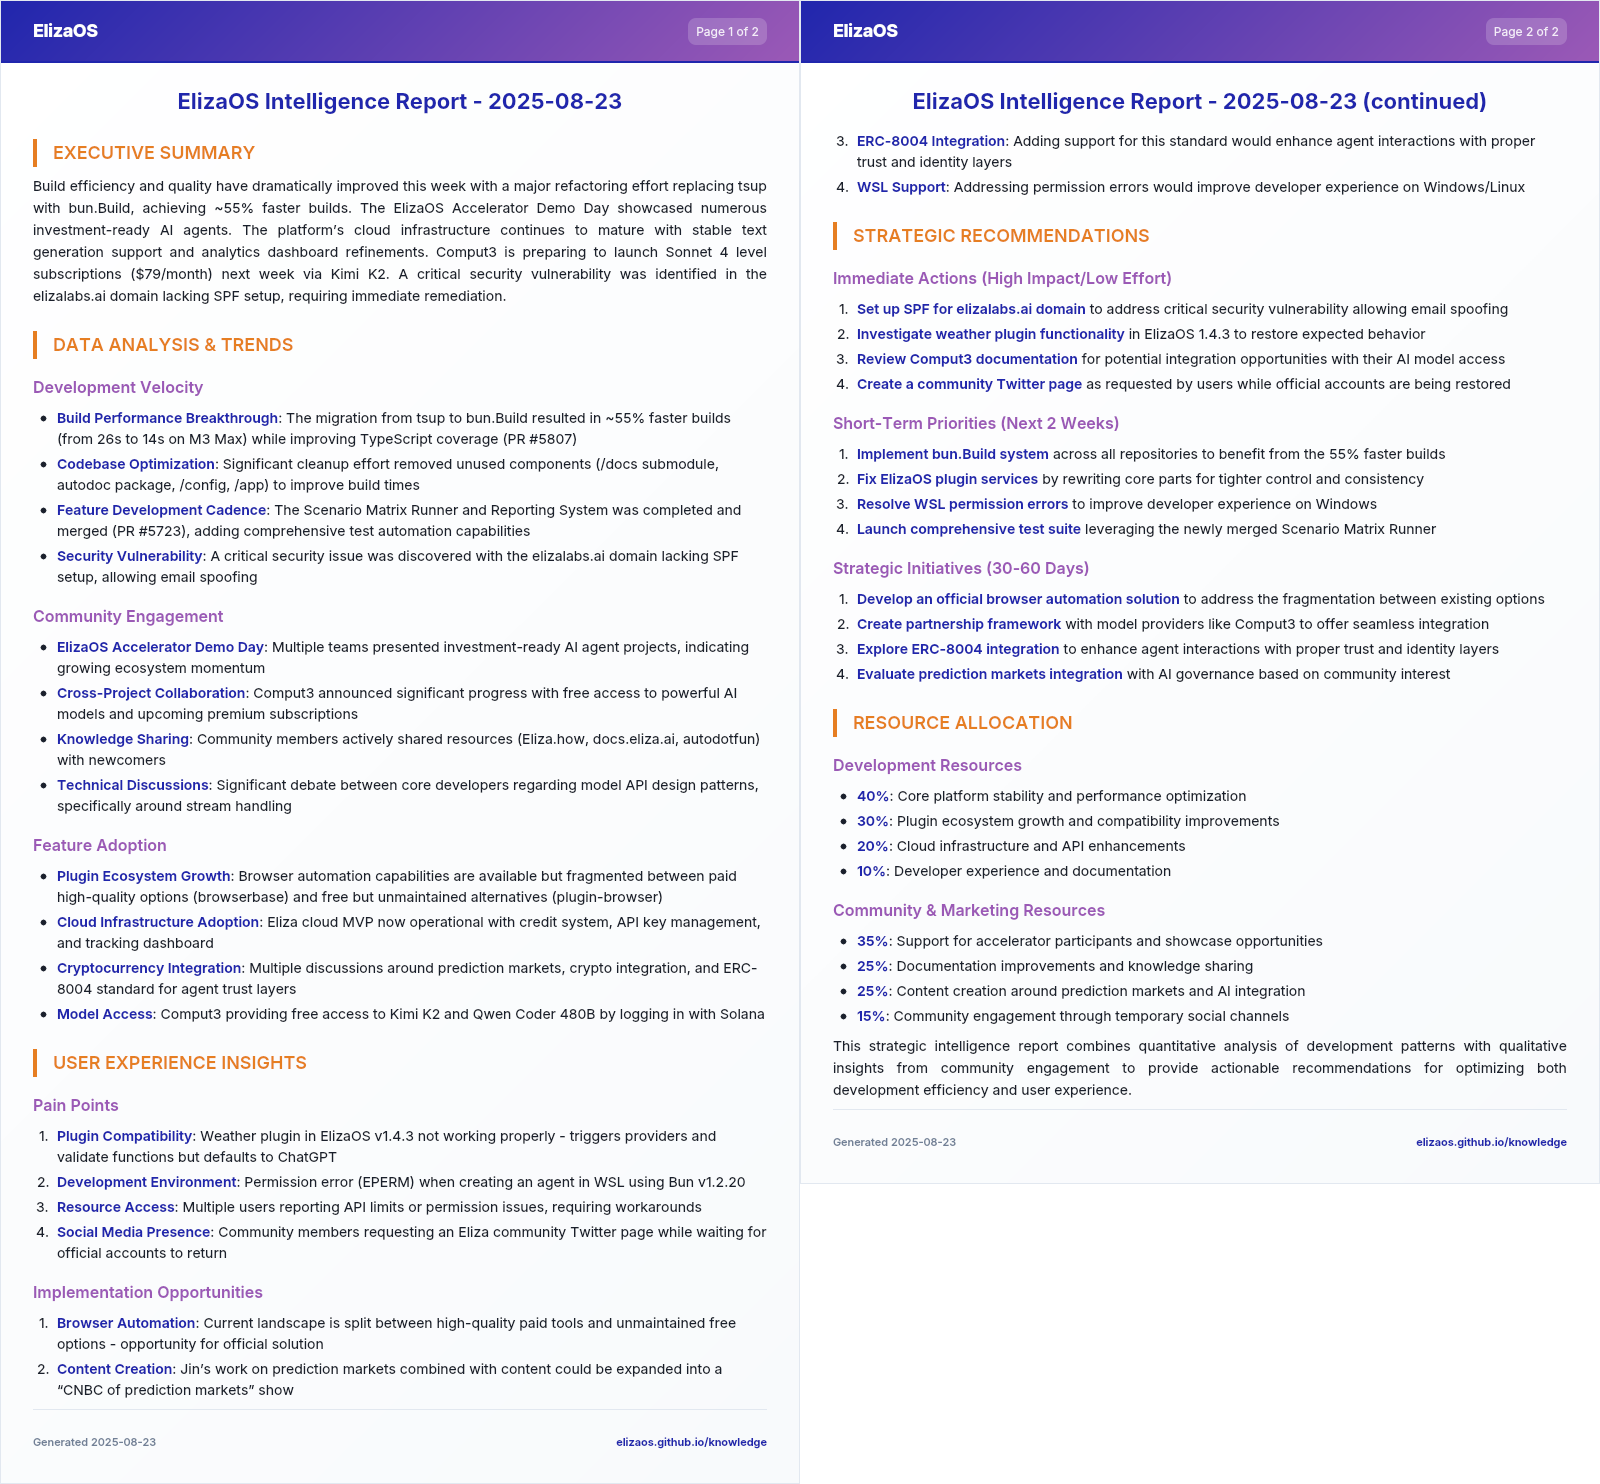 ElizaOS
Page 1 of 2
ElizaOS Intelligence Report - 2025-08-23
EXECUTIVE SUMMARY
Build efficiency and quality have dramatically improved this week with a major refactoring effort replacing tsup
with bun.Build, achieving ~55% faster builds. The ElizaOS Accelerator Demo Day showcased numerous
investment-ready AI agents. The platform's cloud infrastructure continues to mature with stable text
generation support and analytics dashboard refinements. Comput3 is preparing to launch Sonnet 4 level
subscriptions ($79/month) next week via Kimi K2. A critical security vulnerability was identified in the
elizalabs.ai domain lacking SPF setup, requiring immediate remediation.
DATA ANALYSIS & TRENDS
Development Velocity
• Build Performance Breakthrough: The migration from tsup to bun.Build resulted in ~55% faster builds
(from 26s to 14s on M3 Max) while improving TypeScript coverage (PR #5807)
• Codebase Optimization: Significant cleanup effort removed unused components (/docs submodule,
autodoc package, /config, /app) to improve build times
• Feature Development Cadence: The Scenario Matrix Runner and Reporting System was completed and
merged (PR #5723), adding comprehensive test automation capabilities
• Security Vulnerability: A critical security issue was discovered with the elizalabs.ai domain lacking SPF
setup, allowing email spoofing
Community Engagement
• ElizaOS Accelerator Demo Day: Multiple teams presented investment-ready AI agent projects, indicating
growing ecosystem momentum
• Cross-Project Collaboration: Comput3 announced significant progress with free access to powerful AI
models and upcoming premium subscriptions
• Knowledge Sharing: Community members actively shared resources (Eliza.how, docs.eliza.ai, autodotfun)
with newcomers
• Technical Discussions: Significant debate between core developers regarding model API design patterns,
specifically around stream handling
Feature Adoption
• Plugin Ecosystem Growth: Browser automation capabilities are available but fragmented between paid
high-quality options (browserbase) and free but unmaintained alternatives (plugin-browser)
• Cloud Infrastructure Adoption: Eliza cloud MVP now operational with credit system, API key management,
and tracking dashboard
• Cryptocurrency Integration: Multiple discussions around prediction markets, crypto integration, and ERC-
8004 standard for agent trust layers
• Model Access: Comput3 providing free access to Kimi K2 and Qwen Coder 480B by logging in with Solana
USER EXPERIENCE INSIGHTS
Pain Points
1. Plugin Compatibility: Weather plugin in ElizaOS v1.4.3 not working properly - triggers providers and
validate functions but defaults to ChatGPT
2. Development Environment: Permission error (EPERM) when creating an agent in WSL using Bun v1.2.20
3. Resource Access: Multiple users reporting API limits or permission issues, requiring workarounds
4. Social Media Presence: Community members requesting an Eliza community Twitter page while waiting for
official accounts to return
Implementation Opportunities
1. Browser Automation: Current landscape is split between high-quality paid tools and unmaintained free
options - opportunity for official solution
2. Content Creation: Jin's work on prediction markets combined with content could be expanded into a
“CNBC of prediction markets” show
Generated 2025-08-23
elizaos.github.io/knowledge
ElizaOS
Page 2 of 2
ElizaOS Intelligence Report - 2025-08-23 (continued)
3. ERC-8004 Integration: Adding support for this standard would enhance agent interactions with proper
trust and identity layers
4. WSL Support: Addressing permission errors would improve developer experience on Windows/Linux
STRATEGIC RECOMMENDATIONS
Immediate Actions (High Impact/Low Effort)
1. Set up SPF for elizalabs.ai domain to address critical security vulnerability allowing email spoofing
2. Investigate weather plugin functionality in ElizaOS 1.4.3 to restore expected behavior
3. Review Comput3 documentation for potential integration opportunities with their AI model access
4. Create a community Twitter page as requested by users while official accounts are being restored
Short-Term Priorities (Next 2 Weeks)
1. Implement bun.Build system across all repositories to benefit from the 55% faster builds
2. Fix ElizaOS plugin services by rewriting core parts for tighter control and consistency
3. Resolve WSL permission errors to improve developer experience on Windows
4. Launch comprehensive test suite leveraging the newly merged Scenario Matrix Runner
Strategic Initiatives (30-60 Days)
1. Develop an official browser automation solution to address the fragmentation between existing options
2. Create partnership framework with model providers like Comput3 to offer seamless integration
3. Explore ERC-8004 integration to enhance agent interactions with proper trust and identity layers
4. Evaluate prediction markets integration with AI governance based on community interest
RESOURCE ALLOCATION
Development Resources
• 40%: Core platform stability and performance optimization
• 30%: Plugin ecosystem growth and compatibility improvements
• 20%: Cloud infrastructure and API enhancements
• 10%: Developer experience and documentation
Community & Marketing Resources
• 35%: Support for accelerator participants and showcase opportunities
• 25%: Documentation improvements and knowledge sharing
• 25%: Content creation around prediction markets and AI integration
• 15%: Community engagement through temporary social channels
This strategic intelligence report combines quantitative analysis of development patterns with qualitative
insights from community engagement to provide actionable recommendations for optimizing both
development efficiency and user experience.
Generated 2025-08-23
elizaos.github.io/knowledge